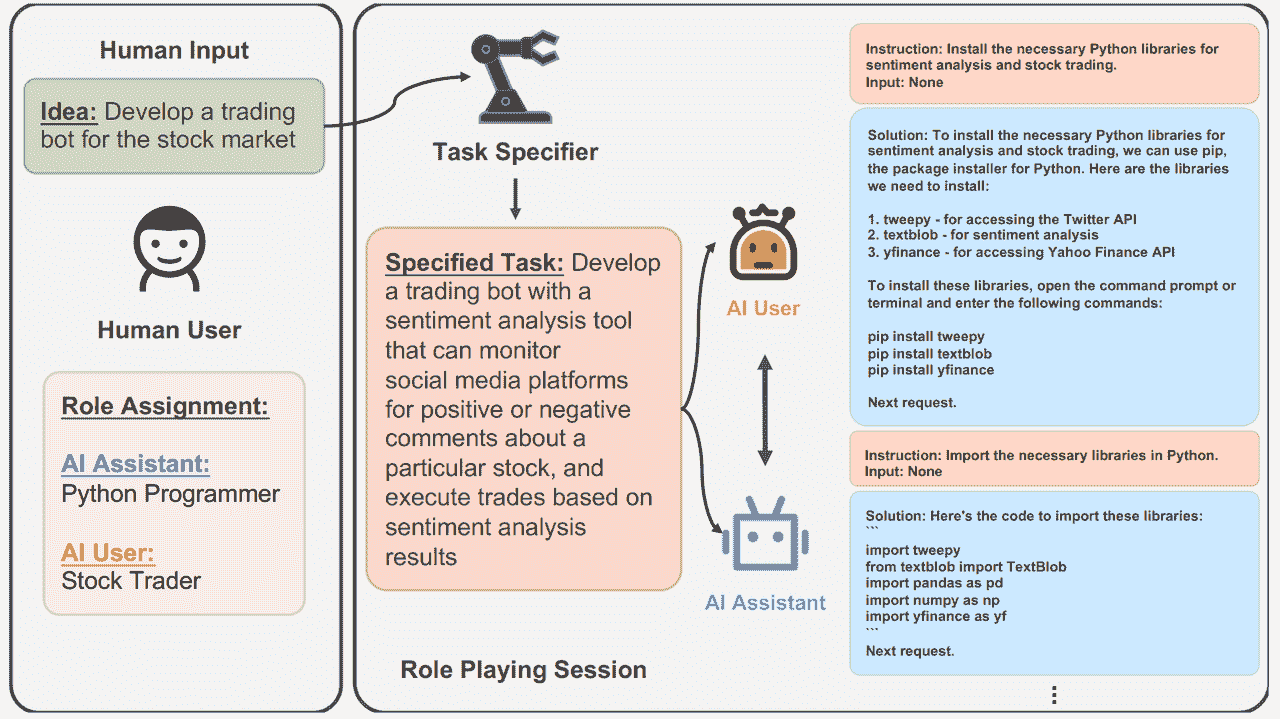 Human Input
Idea: Develop a trading
bot for the stock market
Human User
Role Assignment:
AI Assistant:
Python Programmer
AI User:
Stock Trader
Task Specifier
Specified Task: Develop
a trading bot with a
sentiment analysis tool
that can monitor
social media platforms
for positive or negative
comments about a
particular stock, and
execute trades based on
sentiment analysis
results
AI User
AI Assistant
Role Playing Session
Instruction: Install the necessary Python libraries for
sentiment analysis and stock trading.
Input: None
Solution: To install the necessary Python libraries for
sentiment analysis and stock trading, we can use pip,
the package installer for Python. Here are the libraries
we need to install:
1. tweepy - for accessing the Twitter API
2. textblob - for sentiment analysis
3. yfinance - for accessing Yahoo Finance API
To install these libraries, open the command prompt or
terminal and enter the following commands:
pip install tweepy
pip install textblob
pip install yfinance
Next request.
Instruction: Import the necessary libraries in Python.
Input: None
Solution: Here's the code to import these libraries:
```
import tweepy
from textblob import TextBlob
import pandas as pd
import numpy as np
import yfinance as yf
```
Next request.
⋮